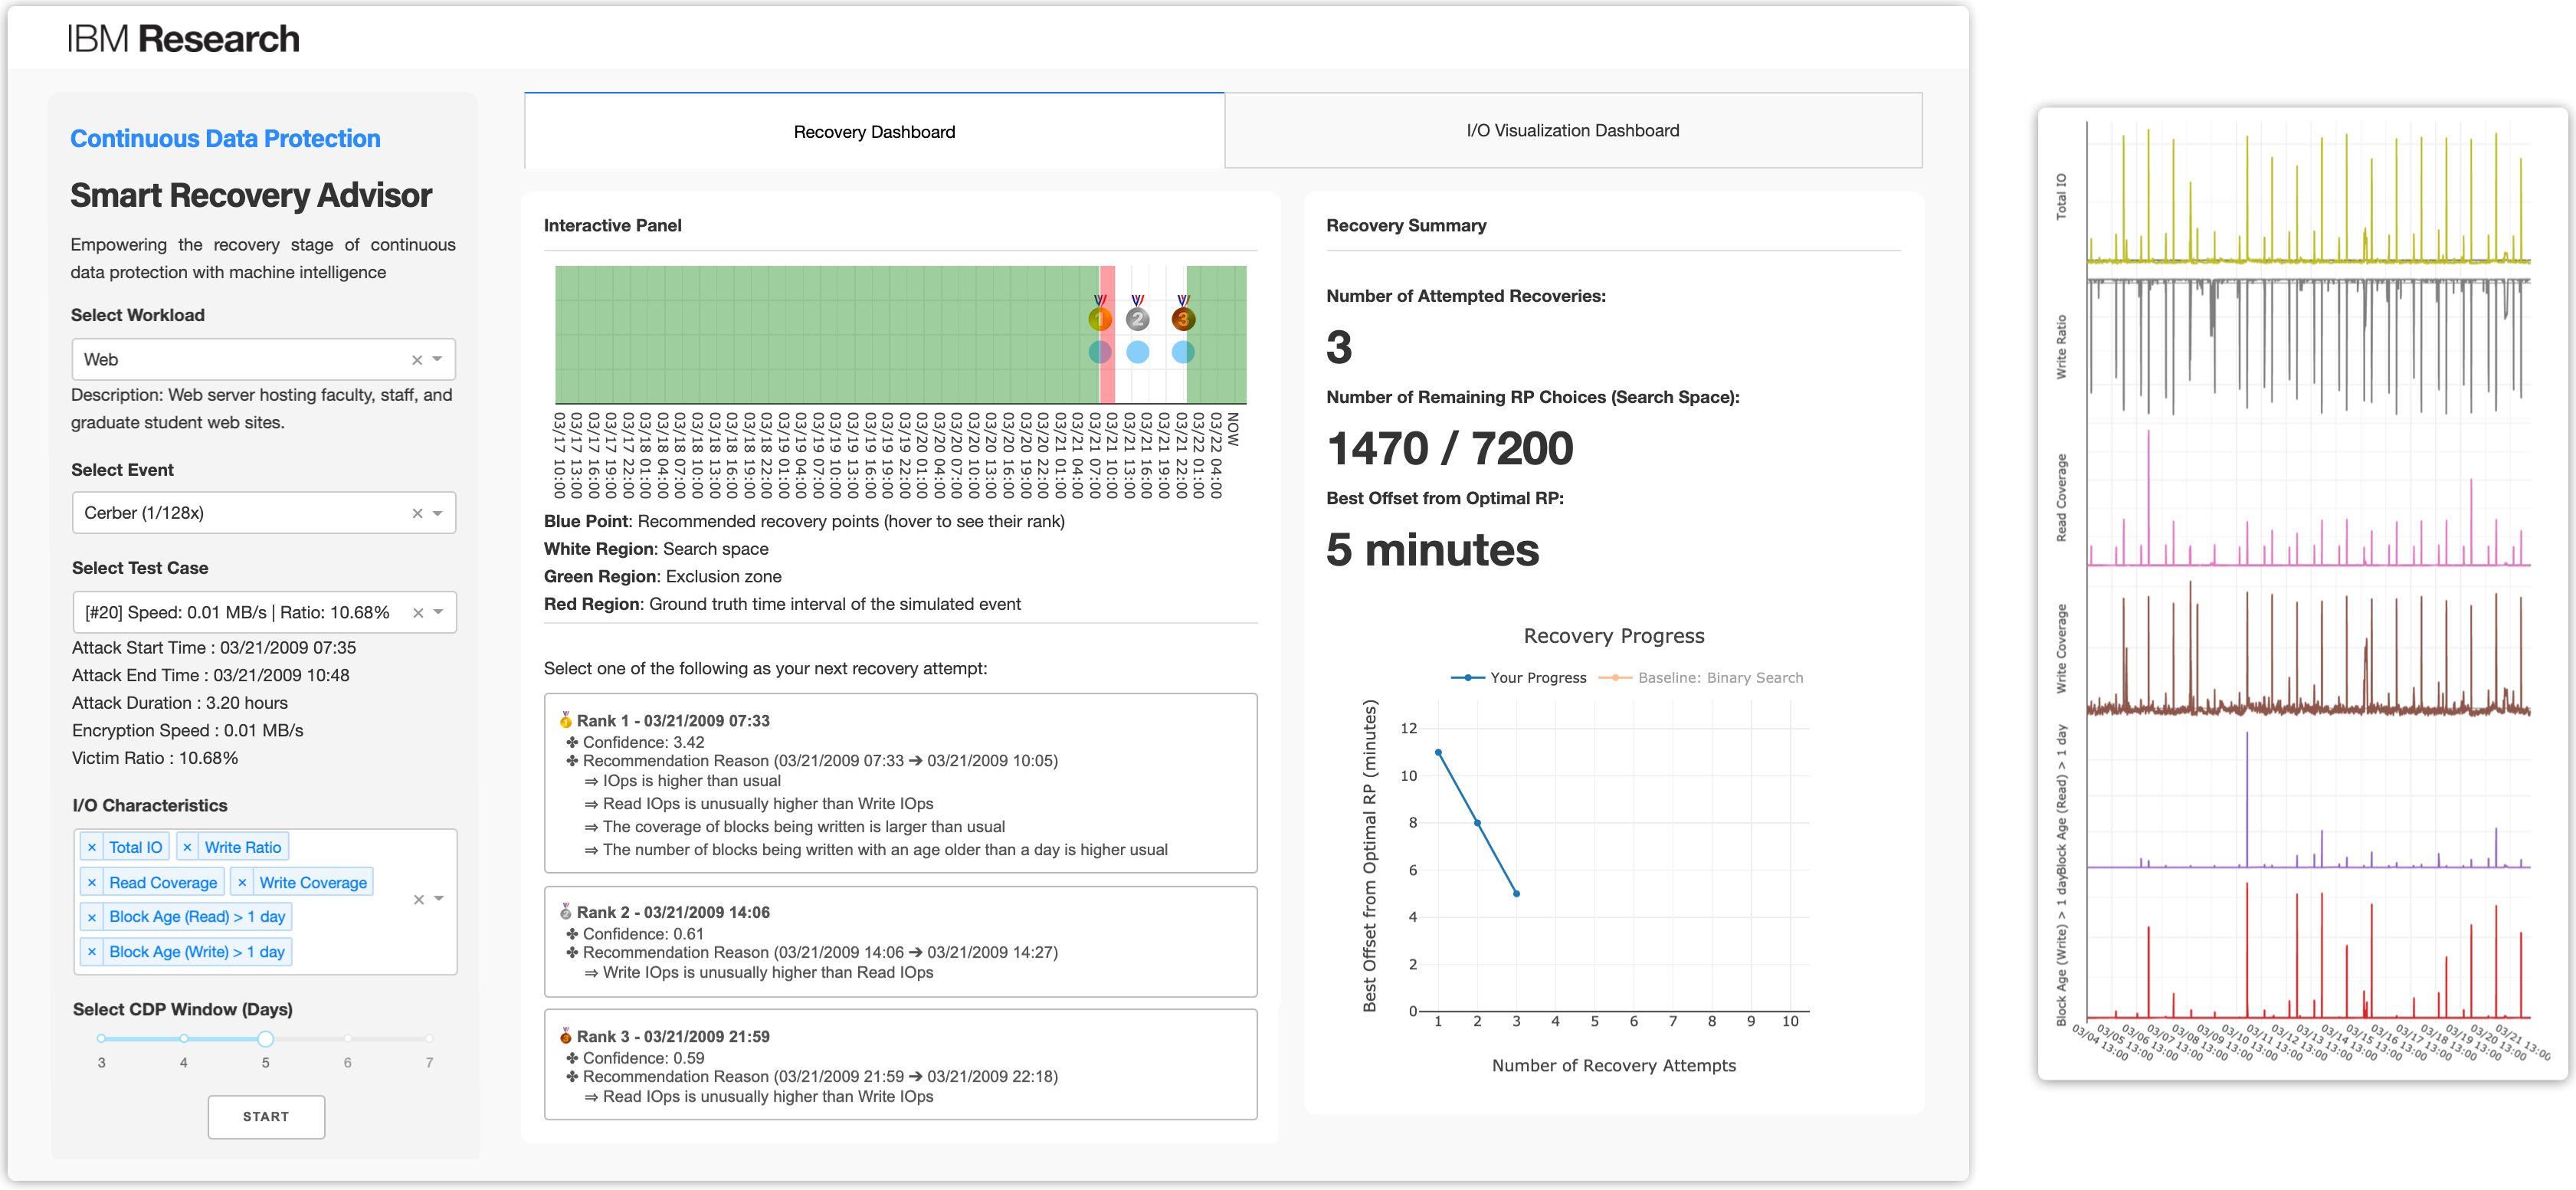 IBM Research
Continuous Data Protection
Smart Recovery Advisor
Empowering the recovery stage of continuous
data protection with machine intelligence
Select Workload
Web
Description: Web server hosting faculty, staff, and
graduate student web sites.
Select Event
Cerber (1/128x)
Select Test Case
[#20] Speed: 0.01 MB/s | Ratio: 10.68%
Attack Start Time : 03/21/2009 07:35
Attack End Time : 03/21/2009 10:48
Attack Duration : 3.20 hours
Encryption Speed : 0.01 MB/s
Victim Ratio : 10.68%
I/O Characteristics
× Total IO × Write Ratio
× Read Coverage × Write Coverage
× Block Age (Read) > 1 day
× Block Age (Write) > 1 day
Select CDP Window (Days)
3 4 5 6 7
START
Recovery Dashboard
I/O Visualization Dashboard
Interactive Panel
1 2 3
03/17 10:00
03/17 13:00
03/17 16:00
03/17 19:00
03/17 22:00
03/18 01:00
03/18 04:00
03/18 07:00
03/18 10:00
03/18 13:00
03/18 16:00
03/18 19:00
03/18 22:00
03/19 01:00
03/19 04:00
03/19 07:00
03/19 10:00
03/19 13:00
03/19 16:00
03/19 19:00
03/19 22:00
03/20 01:00
03/20 04:00
03/20 07:00
03/20 10:00
03/20 13:00
03/20 16:00
03/20 19:00
03/20 22:00
03/21 01:00
03/21 04:00
03/21 07:00
03/21 10:00
03/21 13:00
03/21 16:00
03/21 19:00
03/21 22:00
03/22 01:00
03/22 04:00
NOW
Blue Point: Recommended recovery points (hover to see their rank)
White Region: Search space
Green Region: Exclusion zone
Red Region: Ground truth time interval of the simulated event
Select one of the following as your next recovery attempt:
Rank 1 - 03/21/2009 07:33
✤ Confidence: 3.42
✤ Recommendation Reason (03/21/2009 07:33 ➔ 03/21/2009 10:05)
⇒ IOps is higher than usual
⇒ Read IOps is unusually higher than Write IOps
⇒ The coverage of blocks being written is larger than usual
⇒ The number of blocks being written with an age older than a day is higher usual
Rank 2 - 03/21/2009 14:06
✤ Confidence: 0.61
✤ Recommendation Reason (03/21/2009 14:06 ➔ 03/21/2009 14:27)
⇒ Write IOps is unusually higher than Read IOps
Rank 3 - 03/21/2009 21:59
✤ Confidence: 0.59
✤ Recommendation Reason (03/21/2009 21:59 ➔ 03/21/2009 22:18)
⇒ Read IOps is unusually higher than Write IOps
Recovery Summary
Number of Attempted Recoveries:
3
Number of Remaining RP Choices (Search Space):
1470 / 7200
Best Offset from Optimal RP:
5 minutes
Recovery Progress
Your Progress
Baseline: Binary Search
Best Offset from Optimal RP (minutes)
12
10
8
6
4
2
0
1 2 3 4 5 6 7 8 9 10
Number of Recovery Attempts
Total IO
Write Ratio
Read Coverage
Write Coverage
Block Age (Read) > 1 day
Block Age (Write) > 1 day
03/04 13:00
03/05 13:00
03/06 13:00
03/07 13:00
03/08 13:00
03/09 13:00
03/10 13:00
03/11 13:00
03/12 13:00
03/13 13:00
03/14 13:00
03/15 13:00
03/16 13:00
03/17 13:00
03/18 13:00
03/19 13:00
03/20 13:00
03/21 13:00